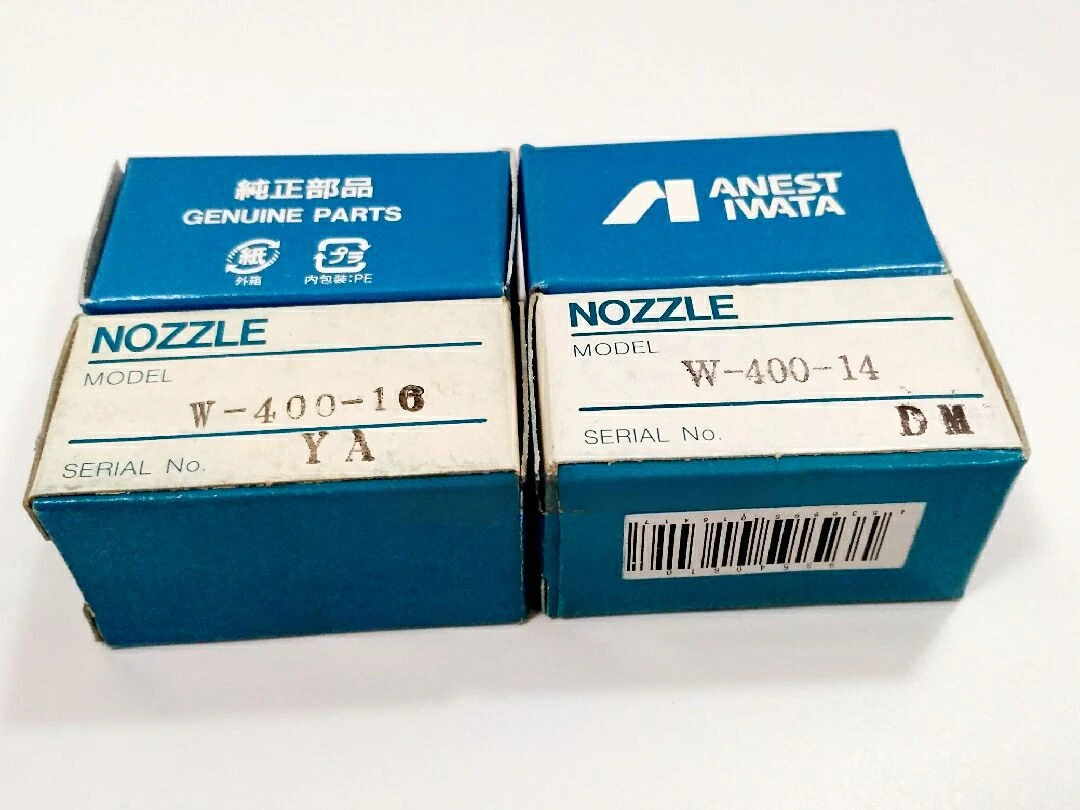 純正部品
GENUINE PARTS
紙
プラ
外箱
内包装:PE
NOZZLE
MODEL
W-400-16
YA
SERIAL No.
ANEST
IWATA
NOZZLE
MODEL
W-400-14
DM
SERIAL No.